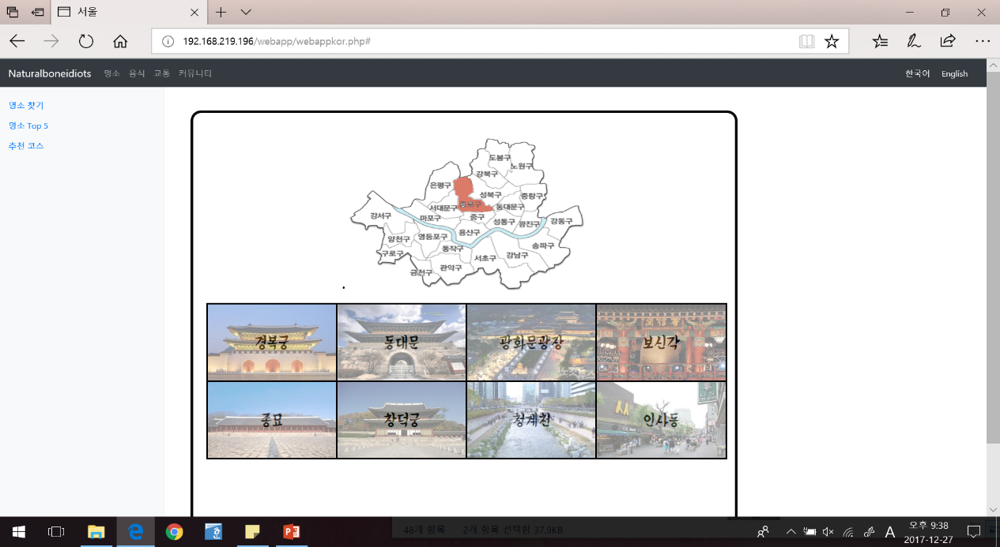 서울
192.168.219.196/webapp/webappkor.php#
Naturalboneidiots 명소 음식 교통 커뮤니티 한국어 English
명소 찾기
명소 Top 5
추천 코스
도봉구
노원구
강북구
은평구
성북구
중랑구
종로구
서대문구 동대문구
강서구 마포구 중구 성동구 광진구 강동구
양천구 영등포구 용산구
구로구 동작구 서초구 강남구 송파구
금천구 관악구
경복궁 동대문 광화문광장 보신각
종묘 창덕궁 청계천 인사동
48개 항목 2개 항목 선택함 37.9KB
A 오후 9:38
2017-12-27